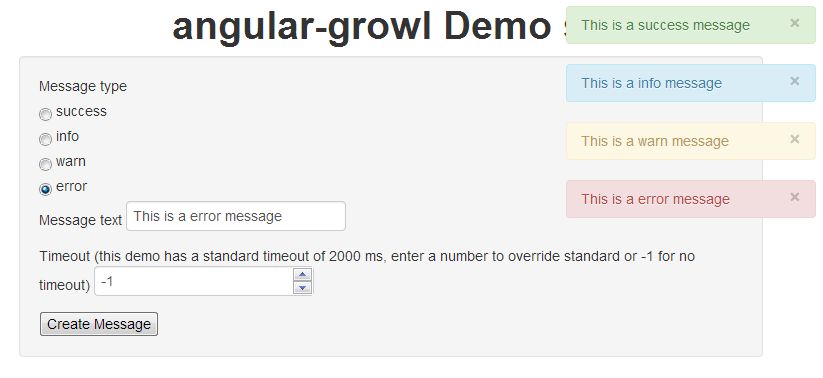 angular-growl Demo
Message type
success
info
warn
error
Message text This is a error message
Timeout (this demo has a standard timeout of 2000 ms, enter a number to override standard or -1 for no
timeout) -1
Create Message
This is a success message ×
This is a info message ×
This is a warn message ×
This is a error message ×